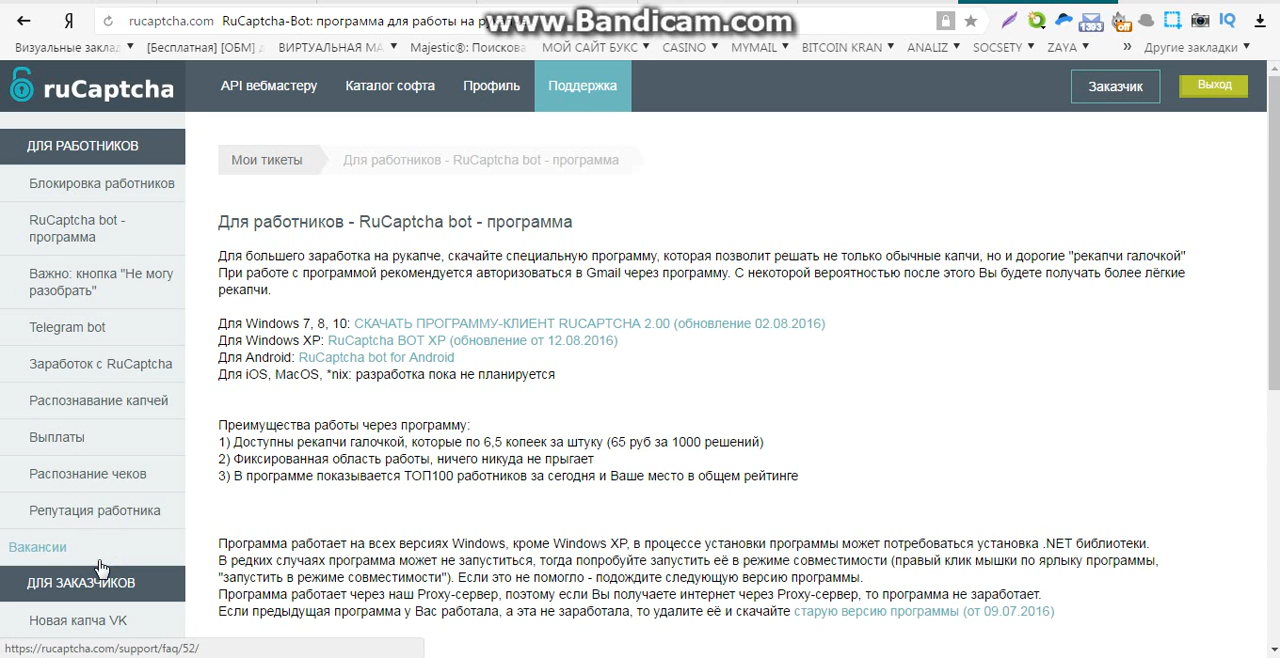 Я
rucaptcha.com RuCaptcha-Bot: программа для работы на
www.Bandicam.com
1393
off
IQ
Визуальные заклад
[Бесплатная] [ОБМ]
ВИРТУАЛЬНАЯ МА
Majestic®: Поискова
МОЙ САЙТ БУКС
CASINO
MYMAIL
BITCOIN KRAN
ANALIZ
SOCSETY
ZAYA
»
Другие закладки
ruCaptcha
API вебмастеру
Каталог софта
Профиль
Поддержка
Заказчик
Выход
ДЛЯ РАБОТНИКОВ
Блокировка работников
RuCaptcha bot -
программа
Важно: кнопка "Не могу
разобрать"
Telegram bot
Заработок с RuCaptcha
Распознавание капчей
Выплаты
Распознание чеков
Репутация работника
Вакансии
ДЛЯ ЗАКАЗЧИКОВ
Новая капча VK
https://rucaptcha.com/support/faq/52/
Мои тикеты
Для работников - RuCaptcha bot - программа
Для работников - RuCaptcha bot - программа
Для большего заработка на рукапче, скачайте специальную программу, которая позволит решать не только обычные капчи, но и дорогие "рекапчи галочкой"
При работе с программой рекомендуется авторизоваться в Gmail через программу. С некоторой вероятностью после этого Вы будете получать более лёгкие
рекапчи.
Для Windows 7, 8, 10: СКАЧАТЬ ПРОГРАММУ-КЛИЕНТ RUCAPTCHA 2.00 (обновление 02.08.2016)
Для Windows XP: RuCaptcha BOT XP (обновление от 12.08.2016)
Для Android: RuCaptcha bot for Android
Для iOS, MacOS, *nix: разработка пока не планируется
Преимущества работы через программу:
1) Доступны рекапчи галочкой, которые по 6,5 копеек за штуку (65 руб за 1000 решений)
2) Фиксированная область работы, ничего никуда не прыгает
3) В программе показывается ТОП100 работников за сегодня и Ваше место в общем рейтинге
Программа работает на всех версиях Windows, кроме Windows XP, в процессе установки программы может потребоваться установка .NET библиотеки.
В редких случаях программа может не запуститься, тогда попробуйте запустить её в режиме совместимости (правый клик мышки по ярлыку программы,
"запустить в режиме совместимости"). Если это не помогло - подождите следующую версию программы.
Программа работает через наш Proxy-сервер, поэтому если Вы получаете интернет через Proxy-сервер, то программа не заработает.
Если предыдущая программа у Вас работала, а эта не заработала, то удалите её и скачайте старую версию программы (от 09.07.2016)